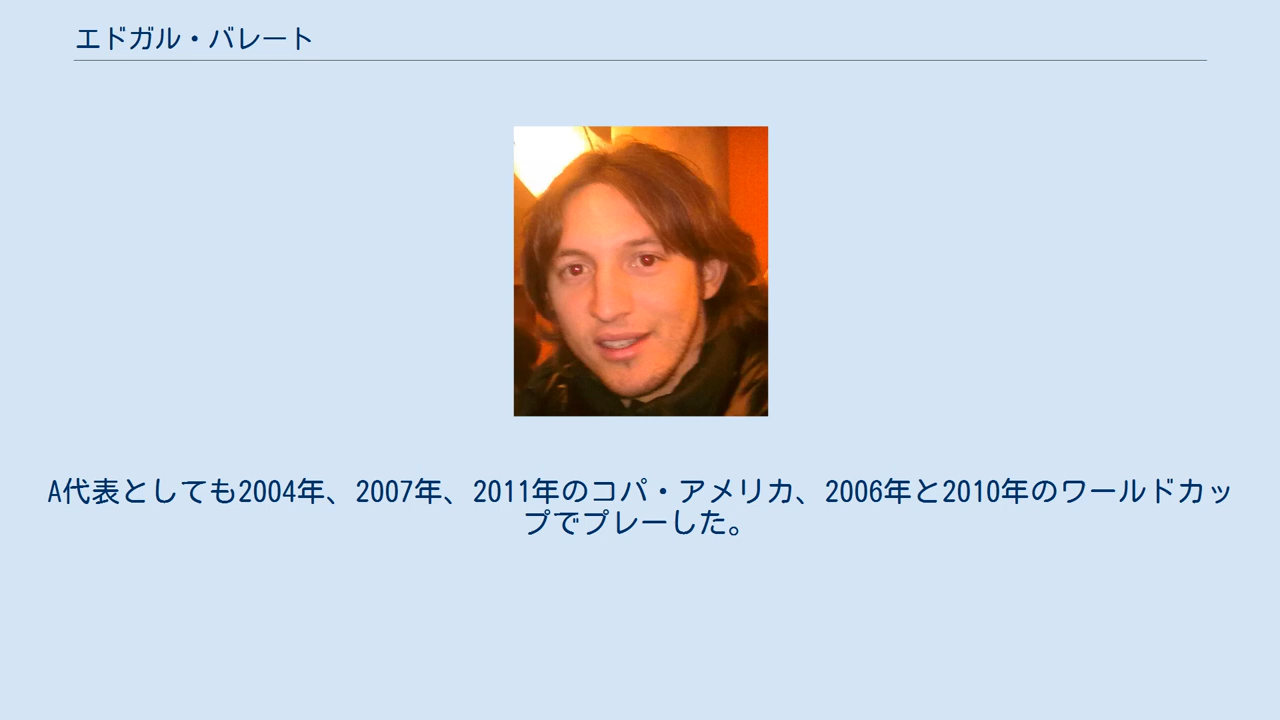 エドガル・バレート
A代表としても2004年、2007年、2011年のコパ・アメリカ、2006年と2010年のワールドカッ
プでプレーした。